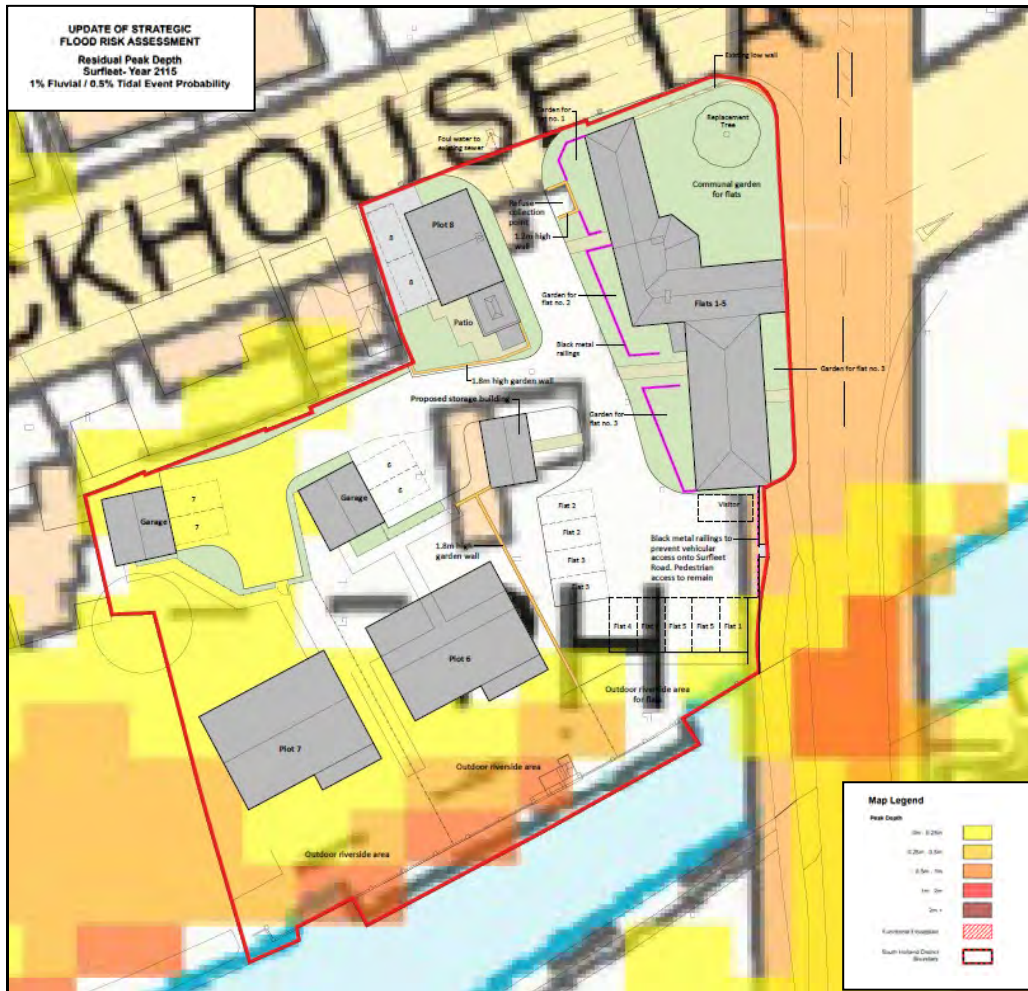 UPDATE OF STRATEGIC
FLOOD RISK ASSESSMENT
Residual Peak Depth
Surfleet- Year 2115
1% Fluvial / 0.5% Tidal Event Probability
CKHOUSE LA
Existing low wall
Garden for
flat no. 1
Replacement
Tree
Foul water to
existing sewer
Communal garden
for flats
Refuse
collection
point
1.2m high
wall
Plot 8
8
8
Patio
Garden for
flat no. 2
Flats 1-5
Black metal
railings
Garden for flat no. 3
1.8m high garden wall
Proposed storage building
Garden for
flat no. 3
Garage
7
7
Garage
6
6
Flat 2
Flat 2
Flat 3
Flat 3
Visitor
Black metal railings to
prevent vehicular
access onto Surfleet
Road. Pedestrian
access to remain
1.8m high
garden wall
Flat 4
Flat 5
Flat 5
Flat 1
PH
Plot 6
Plot 7
Outdoor riverside area
for flats
Outdoor riverside area
Outdoor riverside area
Map Legend
Peak Depth
0m - 0.25m
0.25m - 0.5m
0.5m - 1m
1m - 2m
2m +
Functional Floodplain
South Holland District
Boundary